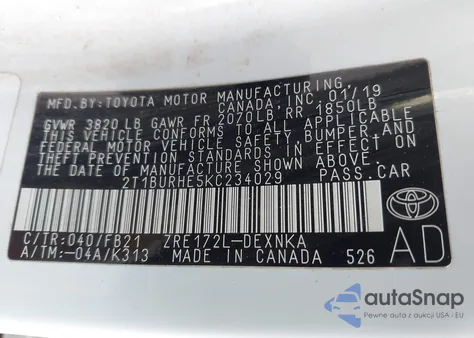 MFD.BY:TOYOTA MOTOR MANUFACTURING,
CANADA, INC. 01/19
GVWR 3820LB GAWR FR 2070LB RR 1850LB
THIS VEHICLE CONFORMS TO ALL APPLICABLE
FEDERAL MOTOR VEHICLE SAFETY, BUMPER, AND
THEFT PREVENTION STANDARDS IN EFFECT ON
THE DATE OF MANUFACTURE SHOWN ABOVE.
2T1BURHE5KC234029 PASS.CAR
C/TR:040/FB21 ZRE172L-DEXNKA
A/TM:-04A/K313 MADE IN CANADA 526
TOYOTA
AD
autoSnap
Pewne auta z aukcji USA i EU